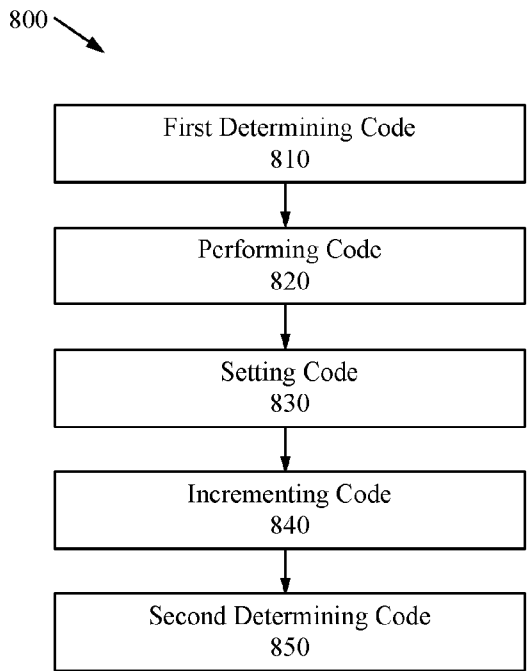 800
First Determining Code
810
Performing Code
820
Setting Code
830
Incrementing Code
840
Second Determining Code
850